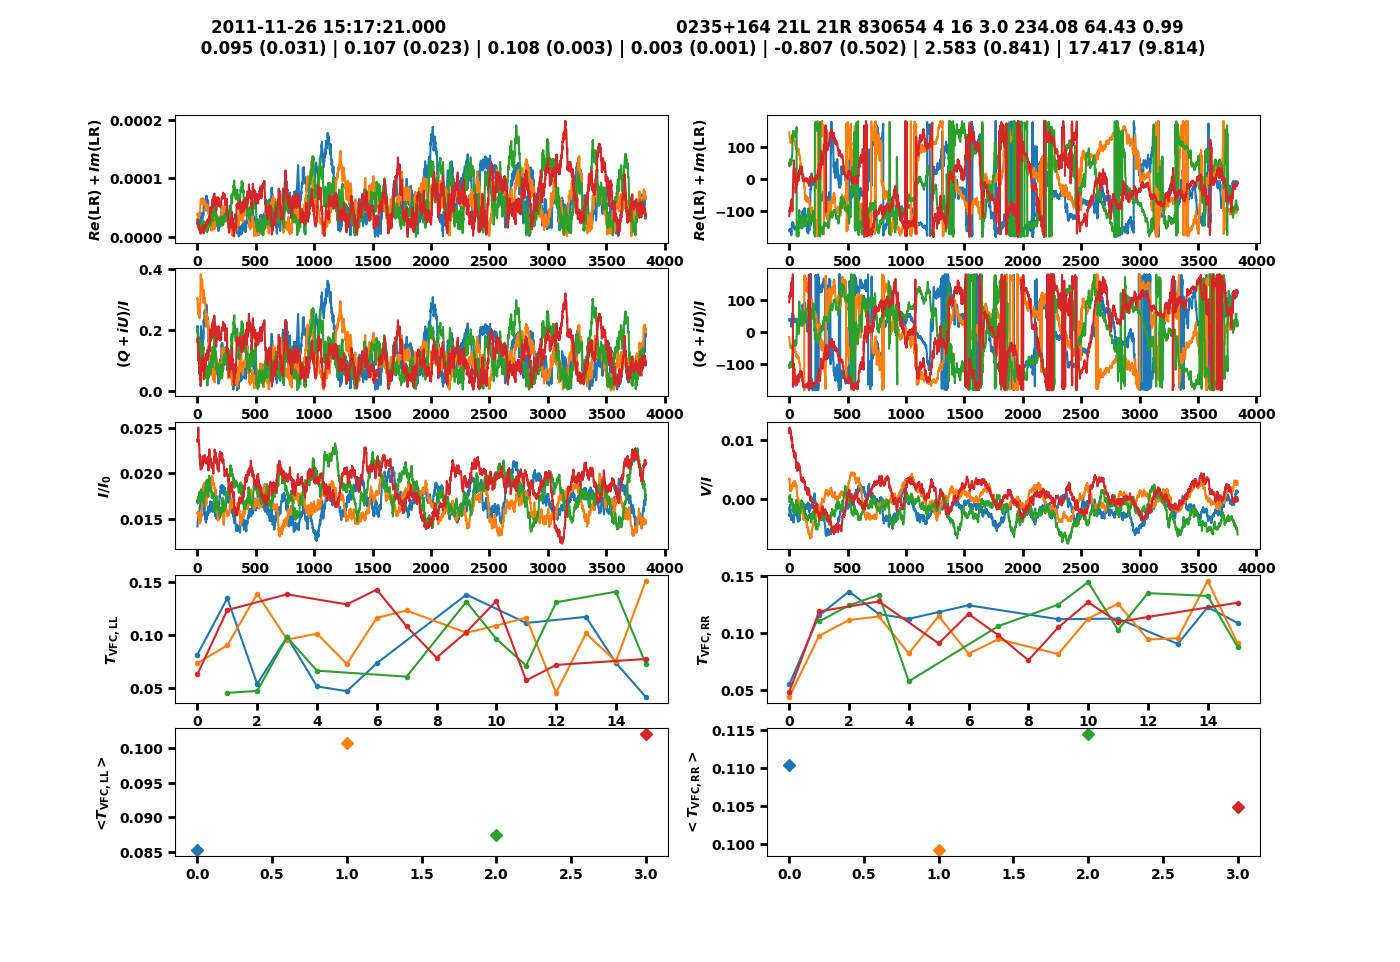 2011-11-26 15:17:21.000 0235+164 21L 21R 830654 4 16 3.0 234.08 64.43 0.99
0.095 (0.031) | 0.107 (0.023) | 0.108 (0.003) | 0.003 (0.001) | -0.807 (0.502) | 2.583 (0.841) | 17.417 (9.814)
Re(LR) + Im(LR)
0.0002
0.0001
0.0000
0 500 1000 1500 2000 2500 3000 3500 4000
Re(LR) + Im(LR)
100
0
−100
0 500 1000 1500 2000 2500 3000 3500 4000
(Q + iU)/I
0.4
0.2
0.0
0 500 1000 1500 2000 2500 3000 3500 4000
(Q + iU)/I
100
0
−100
0 500 1000 1500 2000 2500 3000 3500 4000
I/I0
0.025
0.020
0.015
0 500 1000 1500 2000 2500 3000 3500 4000
V/I
0.01
0.00
0 500 1000 1500 2000 2500 3000 3500 4000
TVFC, LL
0.15
0.10
0.05
0 2 4 6 8 10 12 14
TVFC, RR
0.15
0.10
0.05
0 2 4 6 8 10 12 14
<TVFC, LL>
0.100
0.095
0.090
0.085
0.0 0.5 1.0 1.5 2.0 2.5 3.0
<TVFC, RR>
0.115
0.110
0.105
0.100
0.0 0.5 1.0 1.5 2.0 2.5 3.0